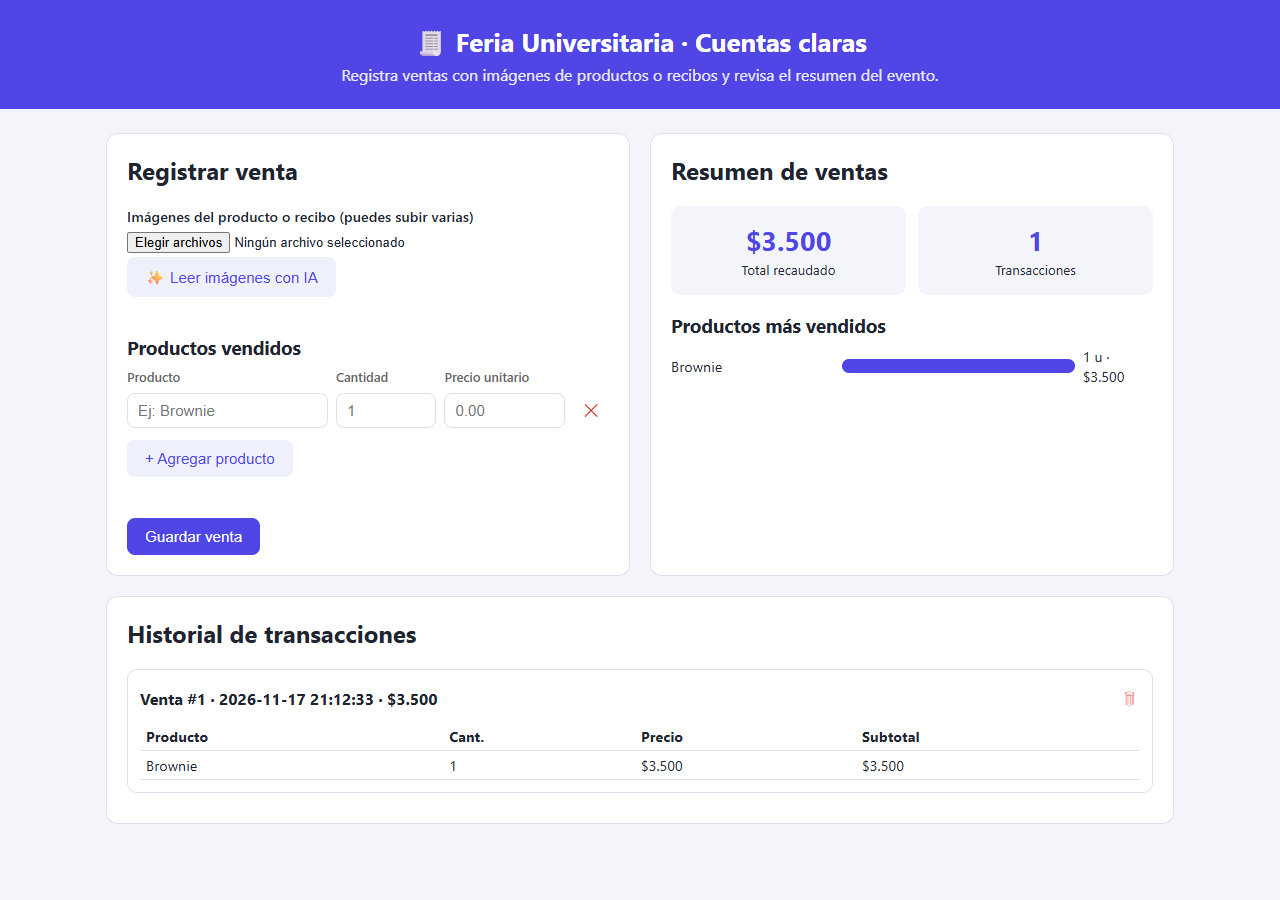 Feria Universitaria · Cuentas claras
Registra ventas con imágenes de productos o recibos y revisa el resumen del evento.
Registrar venta
Imágenes del producto o recibo (puedes subir varias)
Elegir archivos Ningún archivo seleccionado
✨ Leer imágenes con IA
Productos vendidos
Producto Cantidad Precio unitario
Ej: Brownie 1 0.00
+ Agregar producto
Guardar venta
Resumen de ventas
$3.500 1
Total recaudado Transacciones
Productos más vendidos
Brownie 1 u ·
$3.500
Historial de transacciones
Venta #1 · 2026-11-17 21:12:33 · $3.500
Producto Cant. Precio Subtotal
Brownie 1 $3.500 $3.500